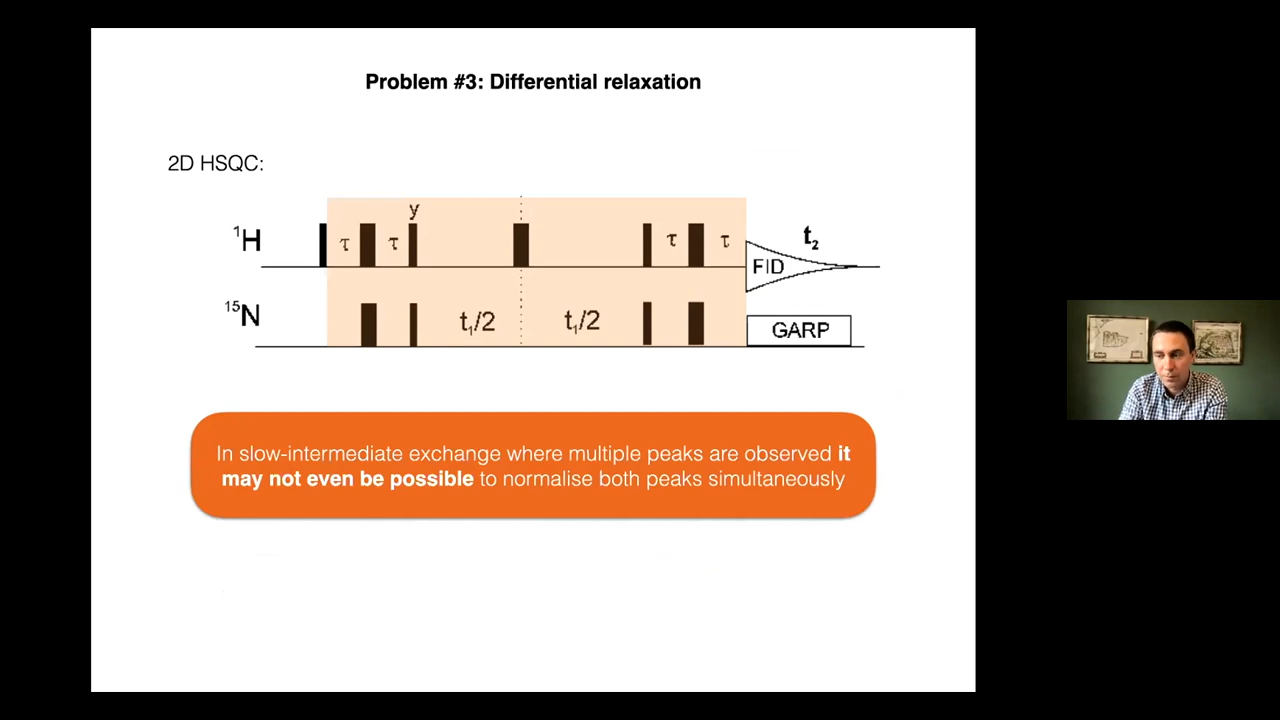 Problem #3: Differential relaxation
2D HSQC:
y
¹H τ τ τ τ t₂
FID
¹⁵N t₁/2 t₁/2
GARP
In slow-intermediate exchange where multiple peaks are observed it
may not even be possible to normalise both peaks simultaneously